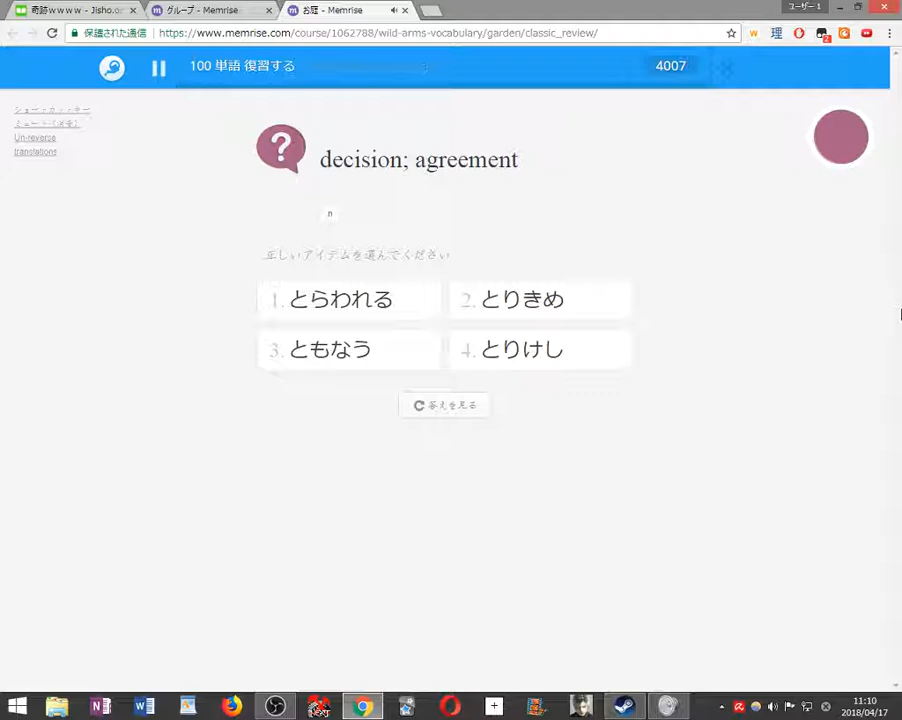 奇跡ｗｗｗｗ - Jisho.o
グループ - Memrise
お庭 - Memrise
ユーザー 1
保護された通信
https://www.memrise.com/course/1062788/wild-arms-vocabulary/garden/classic_review/
100 単語 復習する
4007
Un-reverse
translations
decision; agreement
n
正しいアイテムを選んでください
1. とらわれる
2. とりきめ
3. ともなう
4. とりけし
答えを見る
11:10
2018/04/17